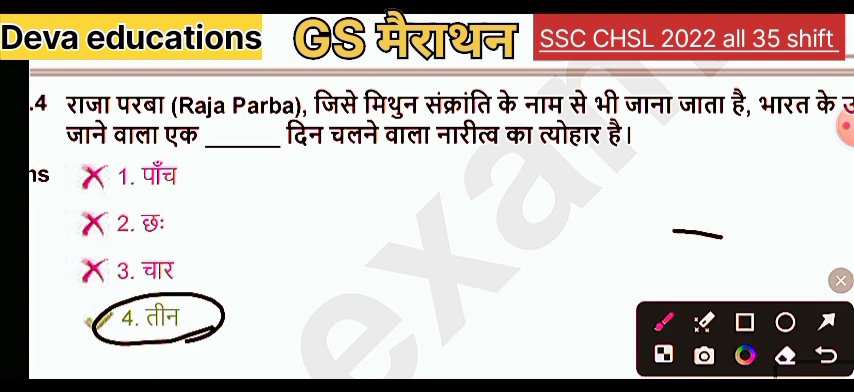 Deva educations GS मैराथन SSC CHSL 2022 all 35 shift
.4 राजा परबा (Raja Parba), जिसे मिथुन संक्रांति के नाम से भी जाना जाता है, भारत के
जाने वाला एक ______ दिन चलने वाला नारीत्व का त्योहार है।
ns 1. पाँच
2. छः
3. चार
4. तीन
exam